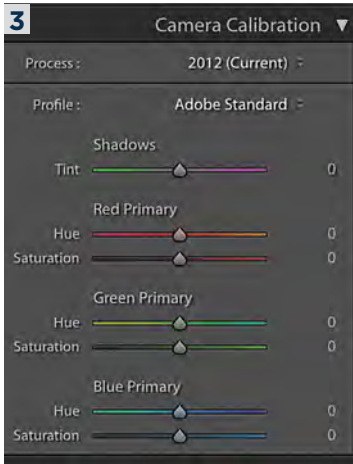 3
Camera Calibration
Process : 2012 (Current)
Profile : Adobe Standard
Shadows
Tint 0
Red Primary
Hue 0
Saturation 0
Green Primary
Hue 0
Saturation 0
Blue Primary
Hue 0
Saturation 0